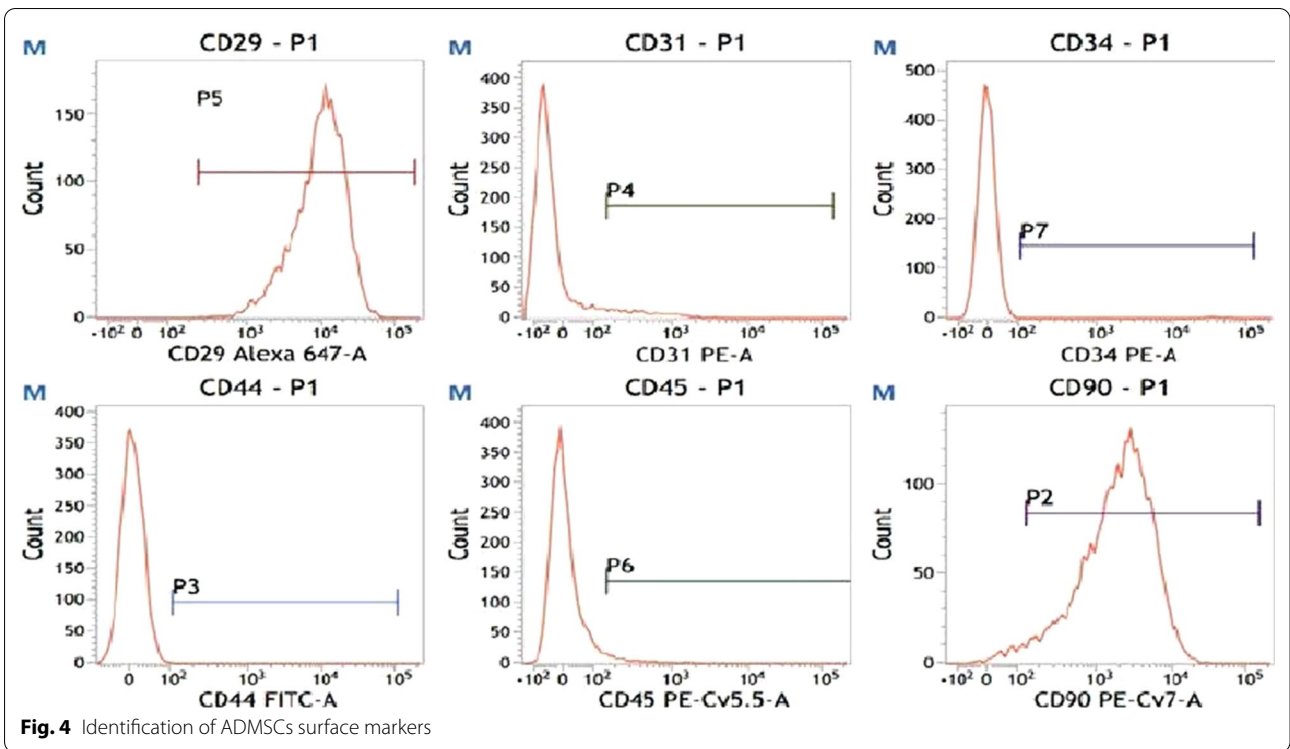 M CD29 - P1
P5
150
100
50
0
Count
-10² 0 10² 10³ 10⁴ 10⁵
CD29 Alexa 647-A
M CD31 - P1
P4
400
350
300
250
200
150
100
50
0
Count
-10² 0 10² 10³ 10⁴ 10⁵
CD31 PE-A
M CD34 - P1
P7
500
400
300
200
100
0
Count
-10² 0 10² 10³ 10⁴ 10⁵
CD34 PE-A
M CD44 - P1
P3
400
350
300
250
200
150
100
50
0
Count
0 10² 10³ 10⁴ 10⁵
CD44 FITC-A
M CD45 - P1
P6
400
350
300
250
200
150
100
50
0
Count
-10² 0 10² 10³ 10⁴ 10⁵
CD45 PE-Cy5.5-A
M CD90 - P1
P2
100
50
0
Count
-10² 0 10² 10³ 10⁴ 10⁵
CD90 PE-Cy7-A
Fig. 4 Identification of ADMSCs surface markers